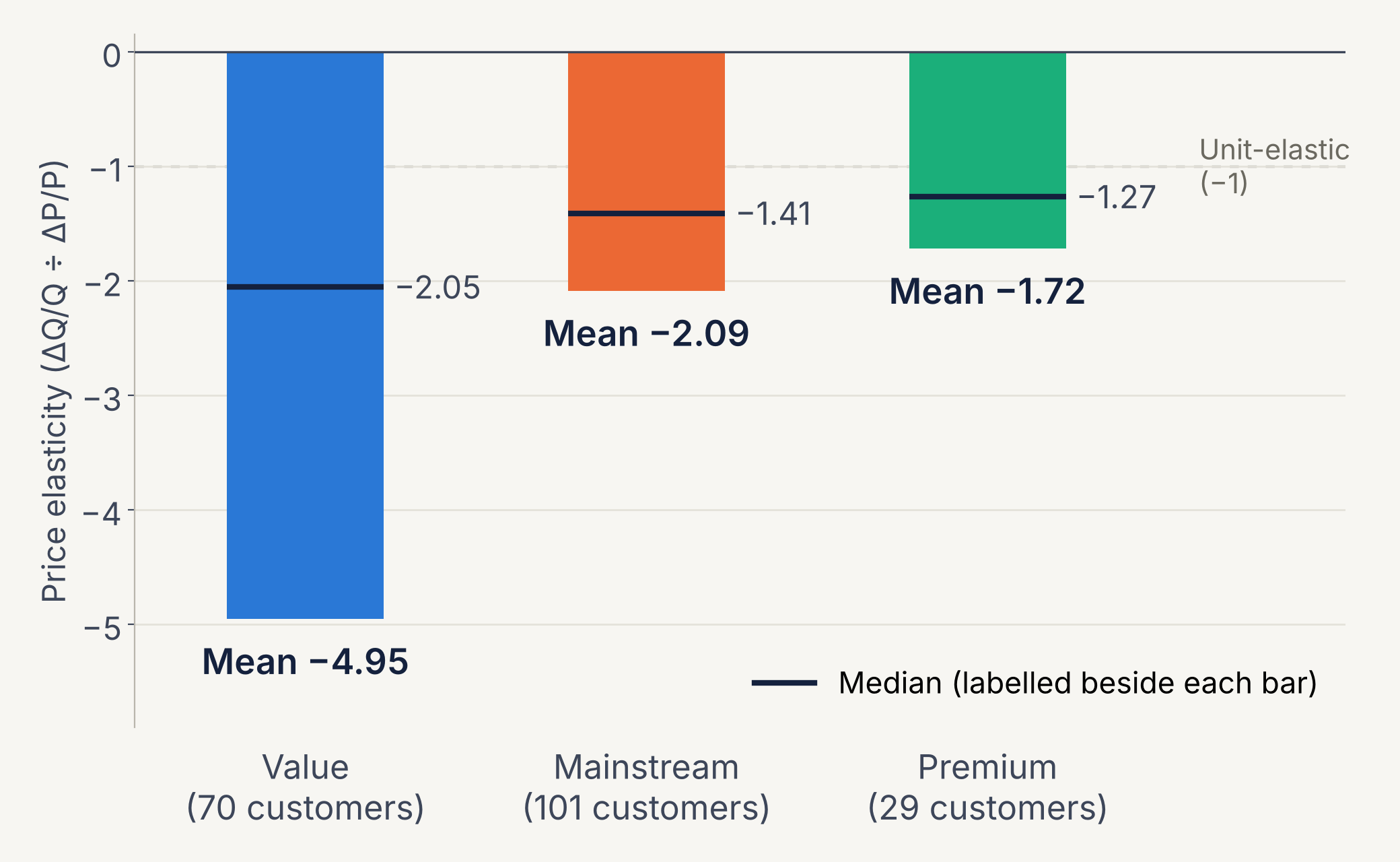 Price elasticity (ΔQ/Q ÷ ΔP/P)
0
−1
−2
−3
−4
−5
Unit-elastic
(−1)
−2.05
−1.41
−1.27
Mean −4.95
Mean −2.09
Mean −1.72
Median (labelled beside each bar)
Value
(70 customers)
Mainstream
(101 customers)
Premium
(29 customers)